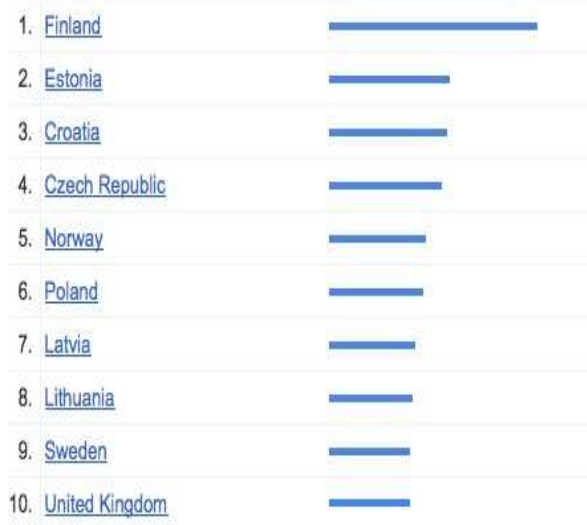 1. Finland
2. Estonia
3. Croatia
4. Czech Republic
5. Norway
6. Poland
7. Latvia
8. Lithuania
9. Sweden
10. United Kingdom